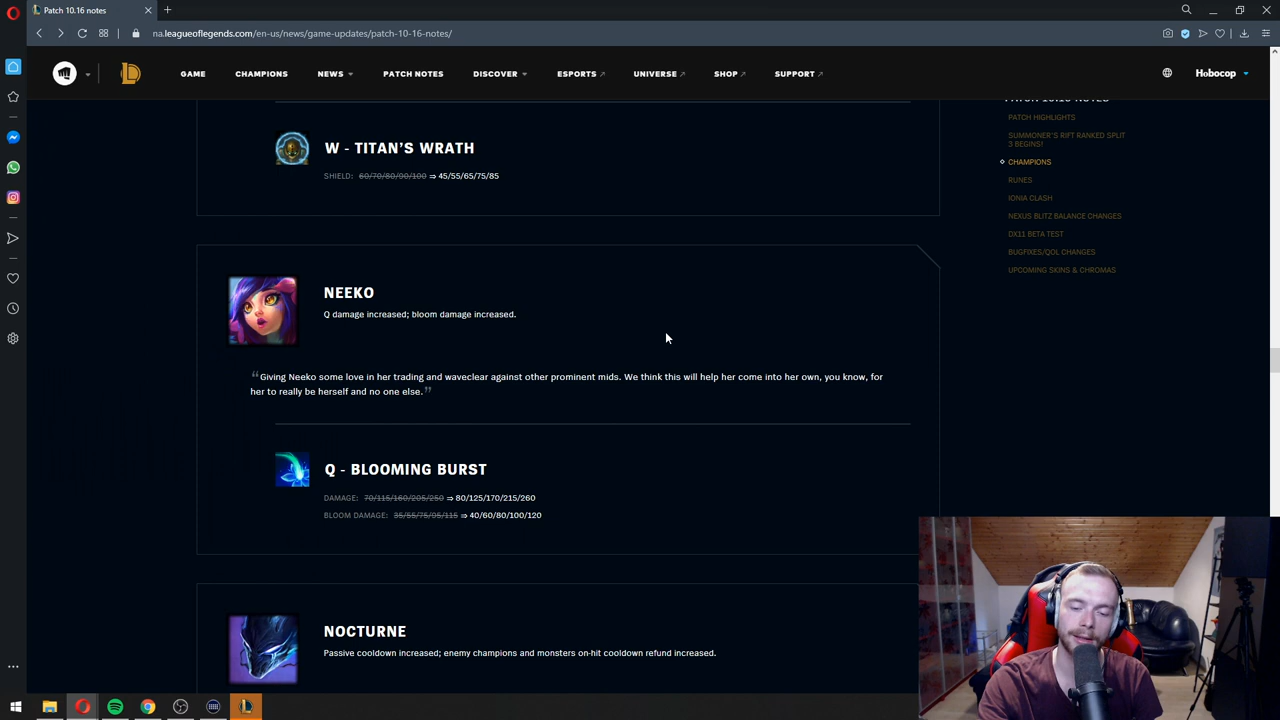 Patch 10.16 notes
na.leagueoflegends.com/en-us/news/game-updates/patch-10-16-notes/
GAME CHAMPIONS NEWS PATCH NOTES DISCOVER ESPORTS UNIVERSE SHOP SUPPORT Hobocop
PATCH 10.16 NOTES
PATCH HIGHLIGHTS
SUMMONER'S RIFT RANKED SPLIT
3 BEGINS!
CHAMPIONS
RUNES
IONIA CLASH
NEXUS BLITZ BALANCE CHANGES
DX11 BETA TEST
BUGFIXES/QOL CHANGES
UPCOMING SKINS & CHROMAS
W - TITAN'S WRATH
SHIELD: 60/70/80/90/100 ⇒ 45/55/65/75/85
NEEKO
Q damage increased; bloom damage increased.
"Giving Neeko some love in her trading and waveclear against other prominent mids. We think this will help her come into her own, you know, for
her to really be herself and no one else."
Q - BLOOMING BURST
DAMAGE: 70/115/160/205/250 ⇒ 80/125/170/215/260
BLOOM DAMAGE: 35/55/75/95/115 ⇒ 40/60/80/100/120
NOCTURNE
Passive cooldown increased; enemy champions and monsters on-hit cooldown refund increased.